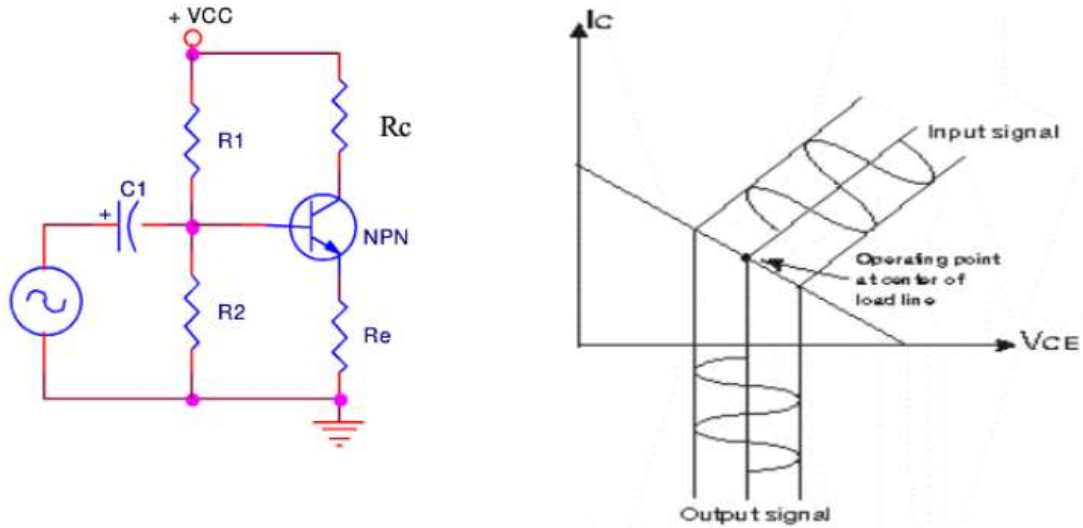 + VCC
R1
Rc
C1
+
NPN
R2
Re
IC
Input signal
Operating point
at center of
load line
VCE
Output signal